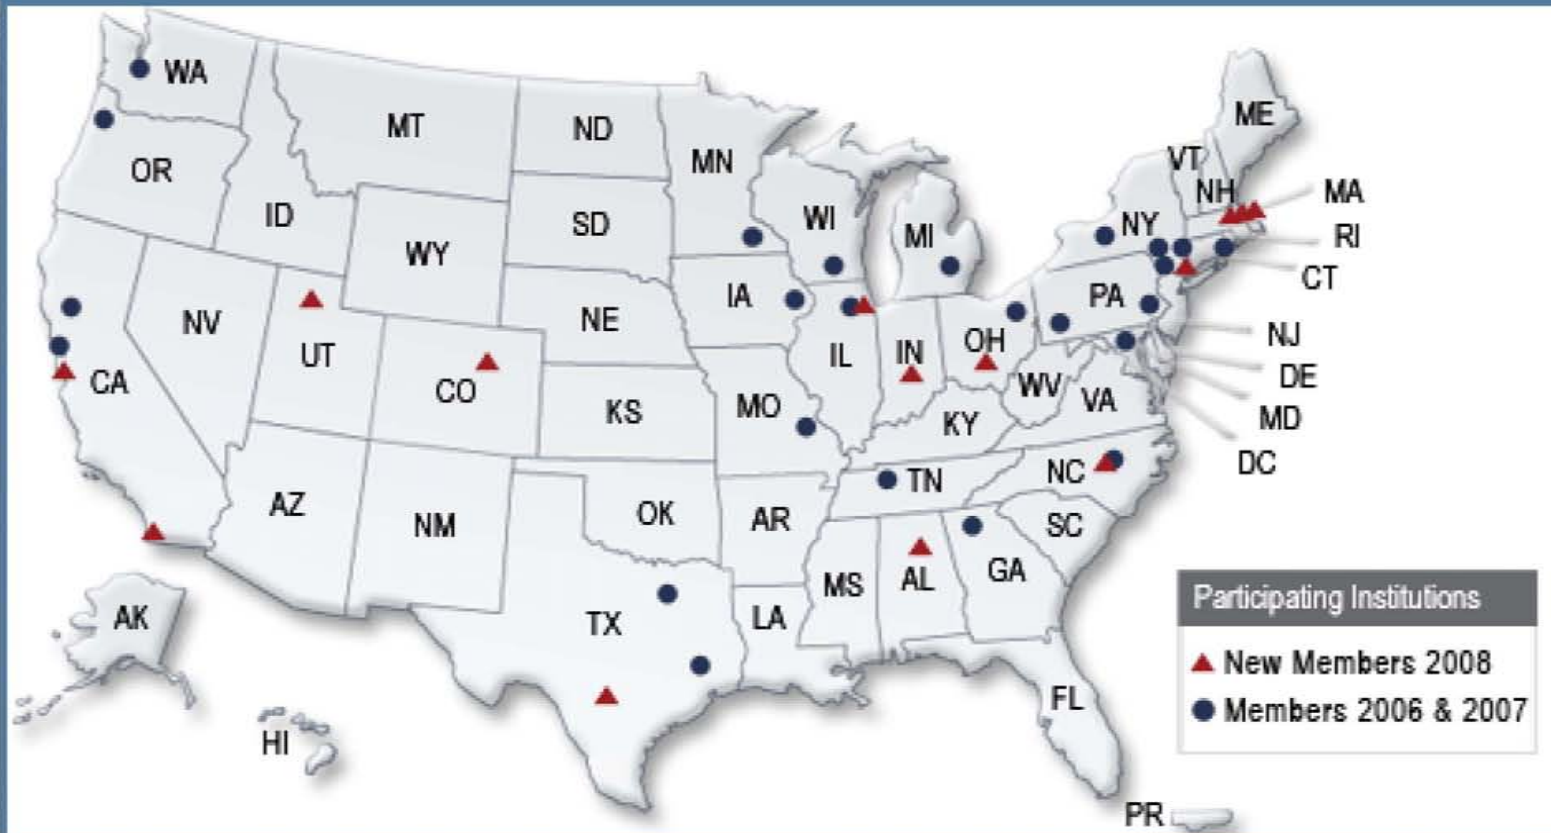 WA
MT
ND
MN
ME
VT
OR
ID
SD
WI
MI
NY
NH
MA
WY
RI
CT
IA
PA
NE
NV
UT
CO
IL
IN
OH
NJ
DE
CA
KS
MO
WV
VA
MD
KY
DC
AZ
NM
OK
AR
TN
NC
SC
MS
AL
GA
AK
TX
LA
FL
HI
PR
Participating Institutions
New Members 2008
Members 2006 & 2007